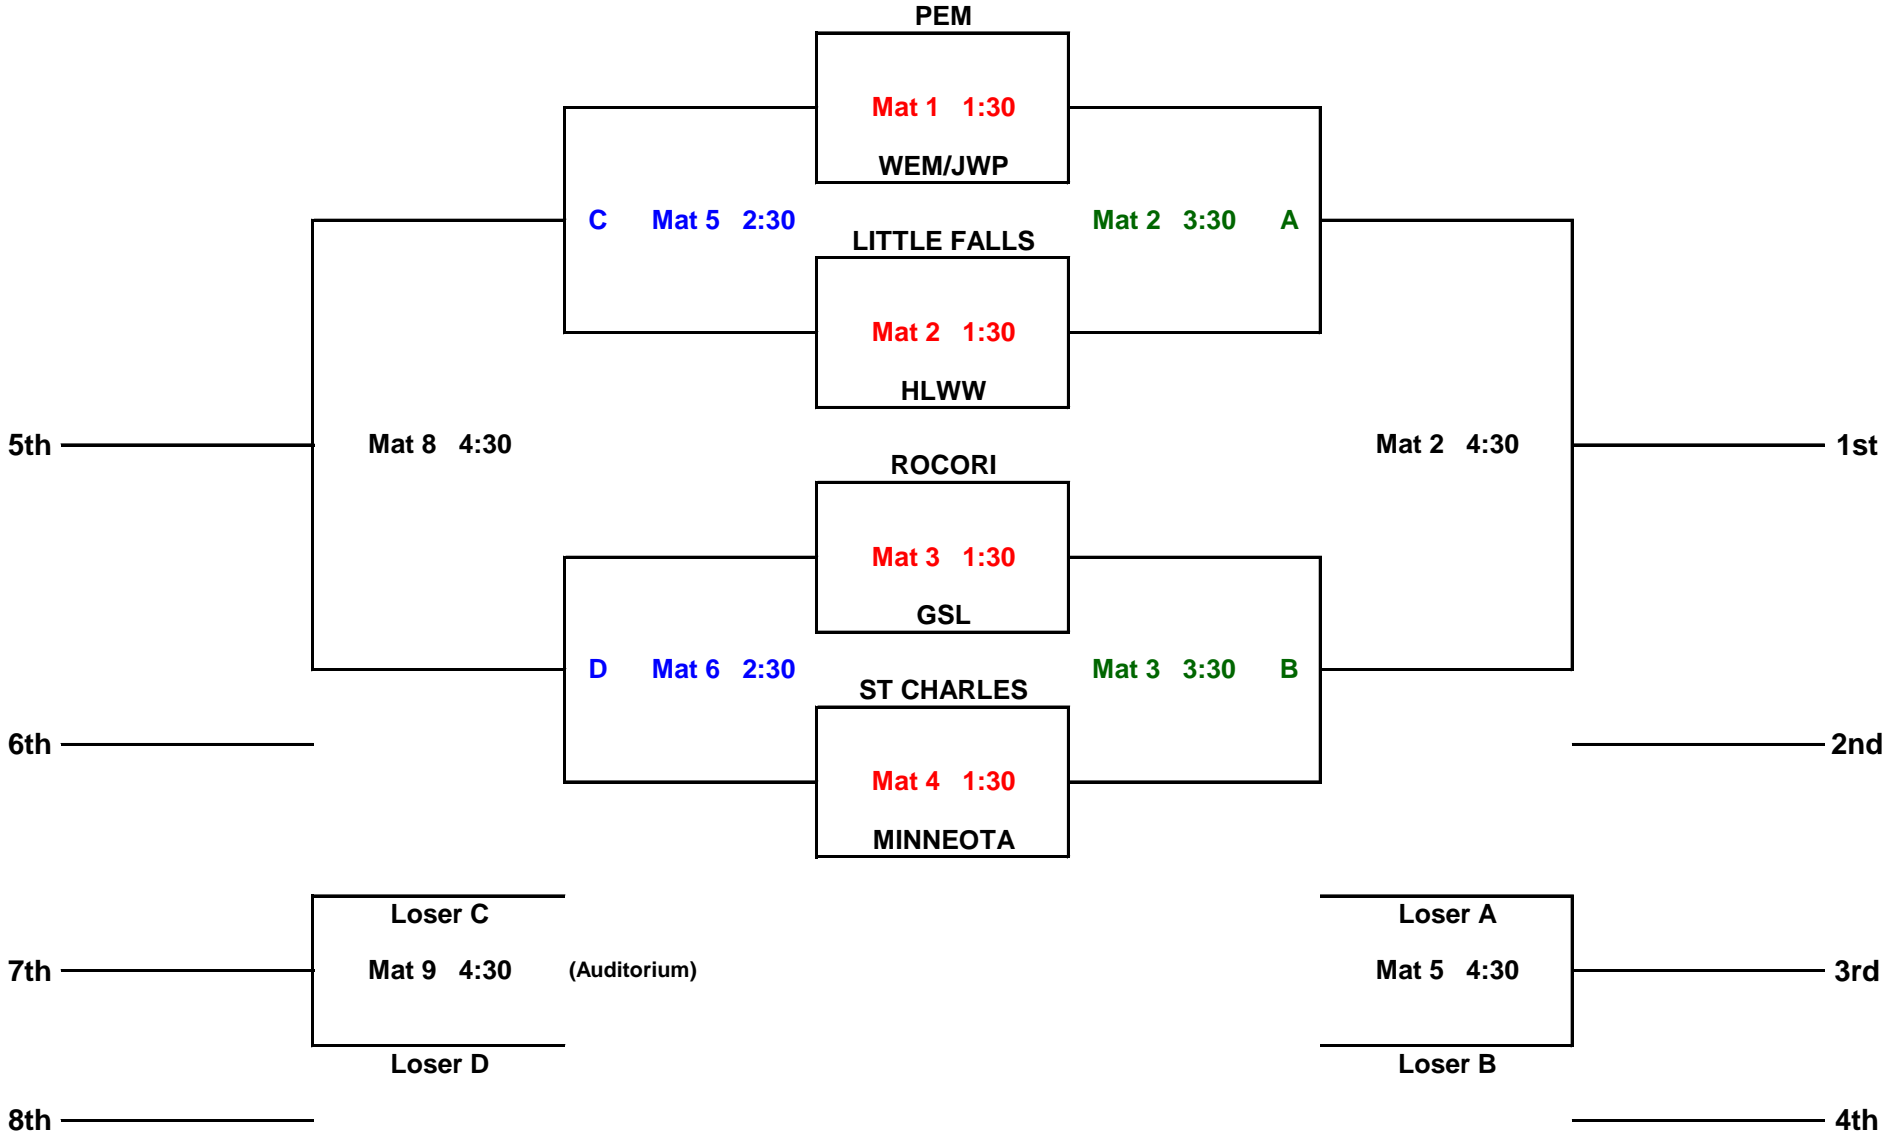 PEM
Mat 1 1:30
WEM/JWP
C Mat 5 2:30 Mat 2 3:30 A
LITTLE FALLS
Mat 2 1:30
HLWW
5th Mat 8 4:30 Mat 2 4:30 1st
ROCORI
Mat 3 1:30
GSL
D Mat 6 2:30 Mat 3 3:30 B
ST CHARLES
6th 2nd
Mat 4 1:30
MINNEOTA
Loser C Loser A
7th Mat 9 4:30 (Auditorium) Mat 5 4:30 3rd
Loser D Loser B
8th 4th